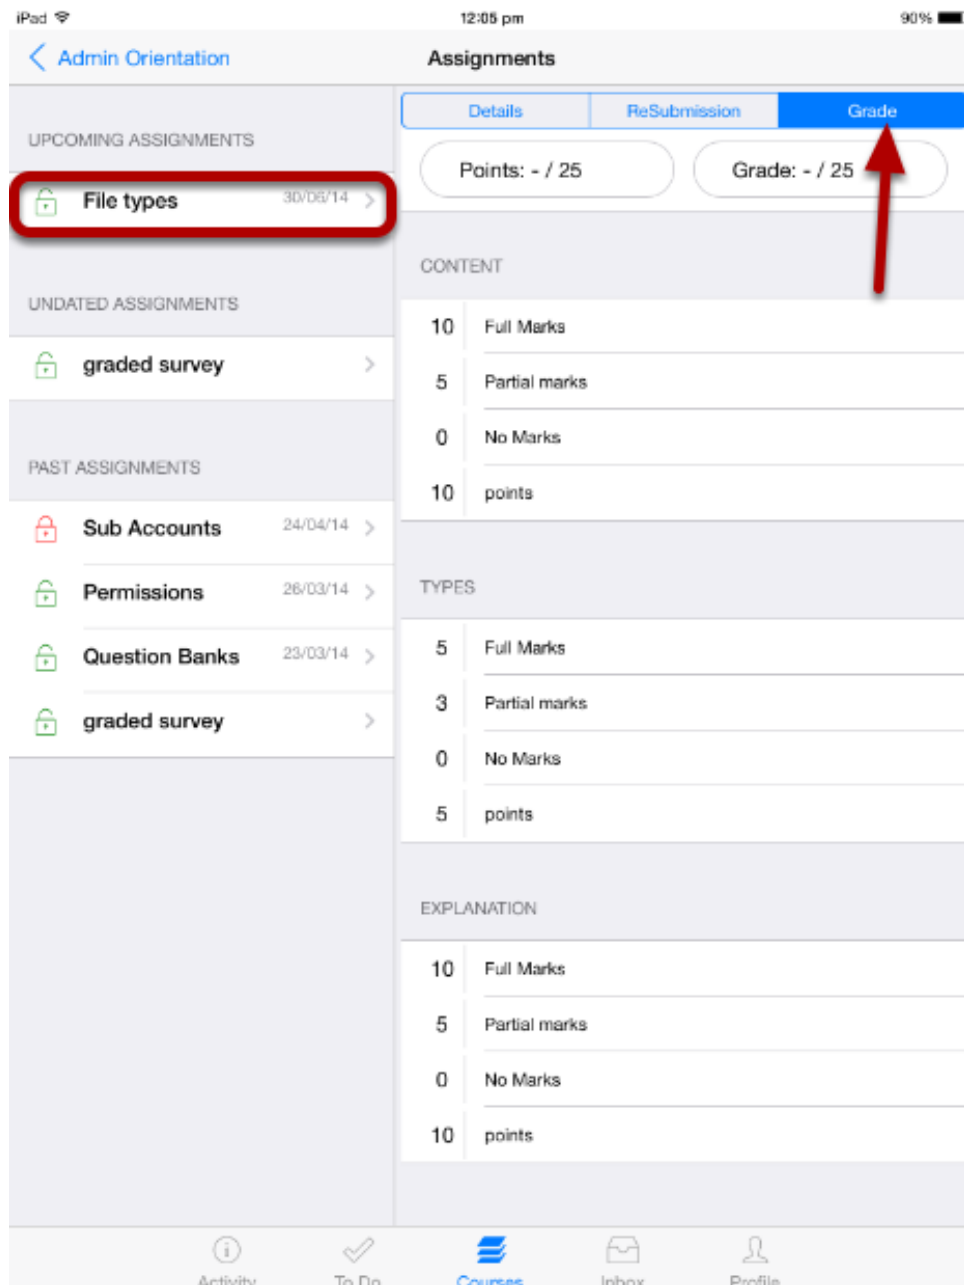 iPad 12:05 pm 90%
Admin Orientation Assignments
UPCOMING ASSIGNMENTS
File types 30/06/14
UNDATED ASSIGNMENTS
graded survey
PAST ASSIGNMENTS
Sub Accounts 24/04/14
Permissions 26/03/14
Question Banks 23/03/14
graded survey
Details ReSubmission Grade
Points: - / 25 Grade: - / 25
CONTENT
10 Full Marks
5 Partial marks
0 No Marks
10 points
TYPES
5 Full Marks
3 Partial marks
0 No Marks
5 points
EXPLANATION
10 Full Marks
5 Partial marks
0 No Marks
10 points
Activity To Do Courses Inbox Profile